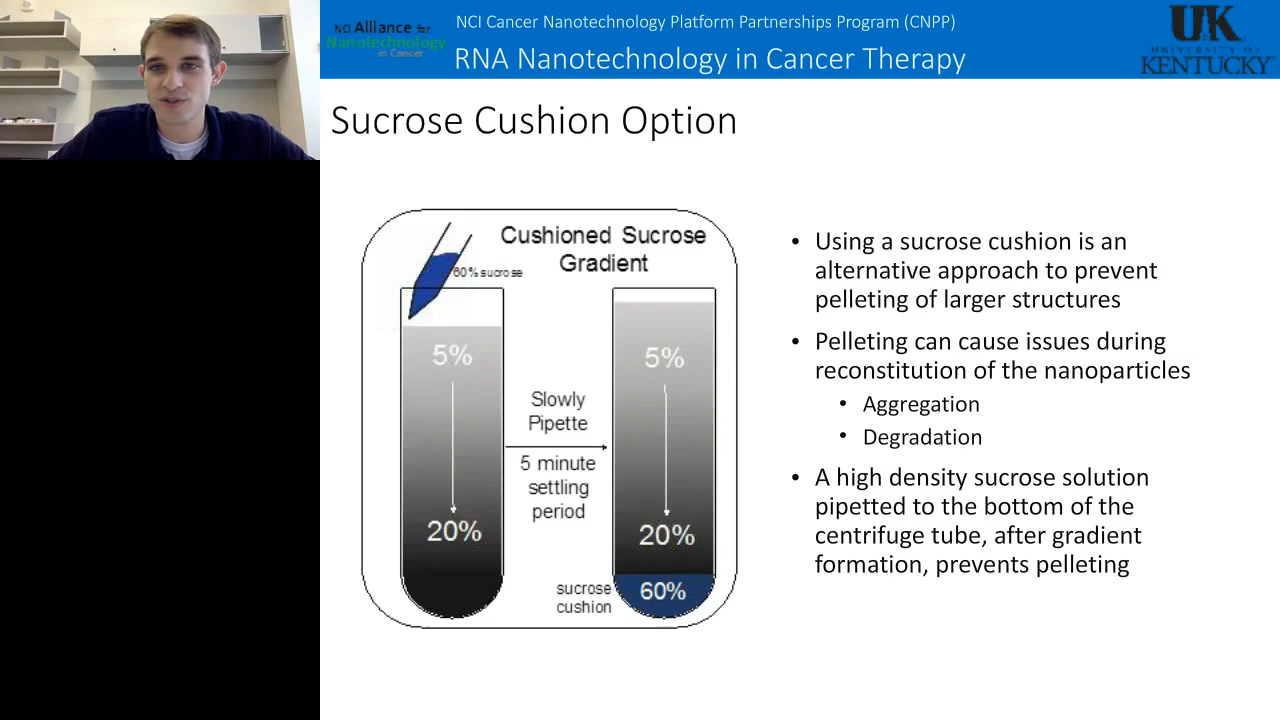 NCI Alliance for
Nanotechnology
in Cancer
NCI Cancer Nanotechnology Platform Partnerships Program (CNPP)
RNA Nanotechnology in Cancer Therapy
UK
UNIVERSITY OF
KENTUCKY
Sucrose Cushion Option
Cushioned Sucrose
Gradient
60% sucrose
5%
20%
Slowly
Pipette
5 minute
settling
period
5%
20%
sucrose
cushion
60%
• Using a sucrose cushion is an
alternative approach to prevent
pelleting of larger structures
• Pelleting can cause issues during
reconstitution of the nanoparticles
• Aggregation
• Degradation
• A high density sucrose solution
pipetted to the bottom of the
centrifuge tube, after gradient
formation, prevents pelleting